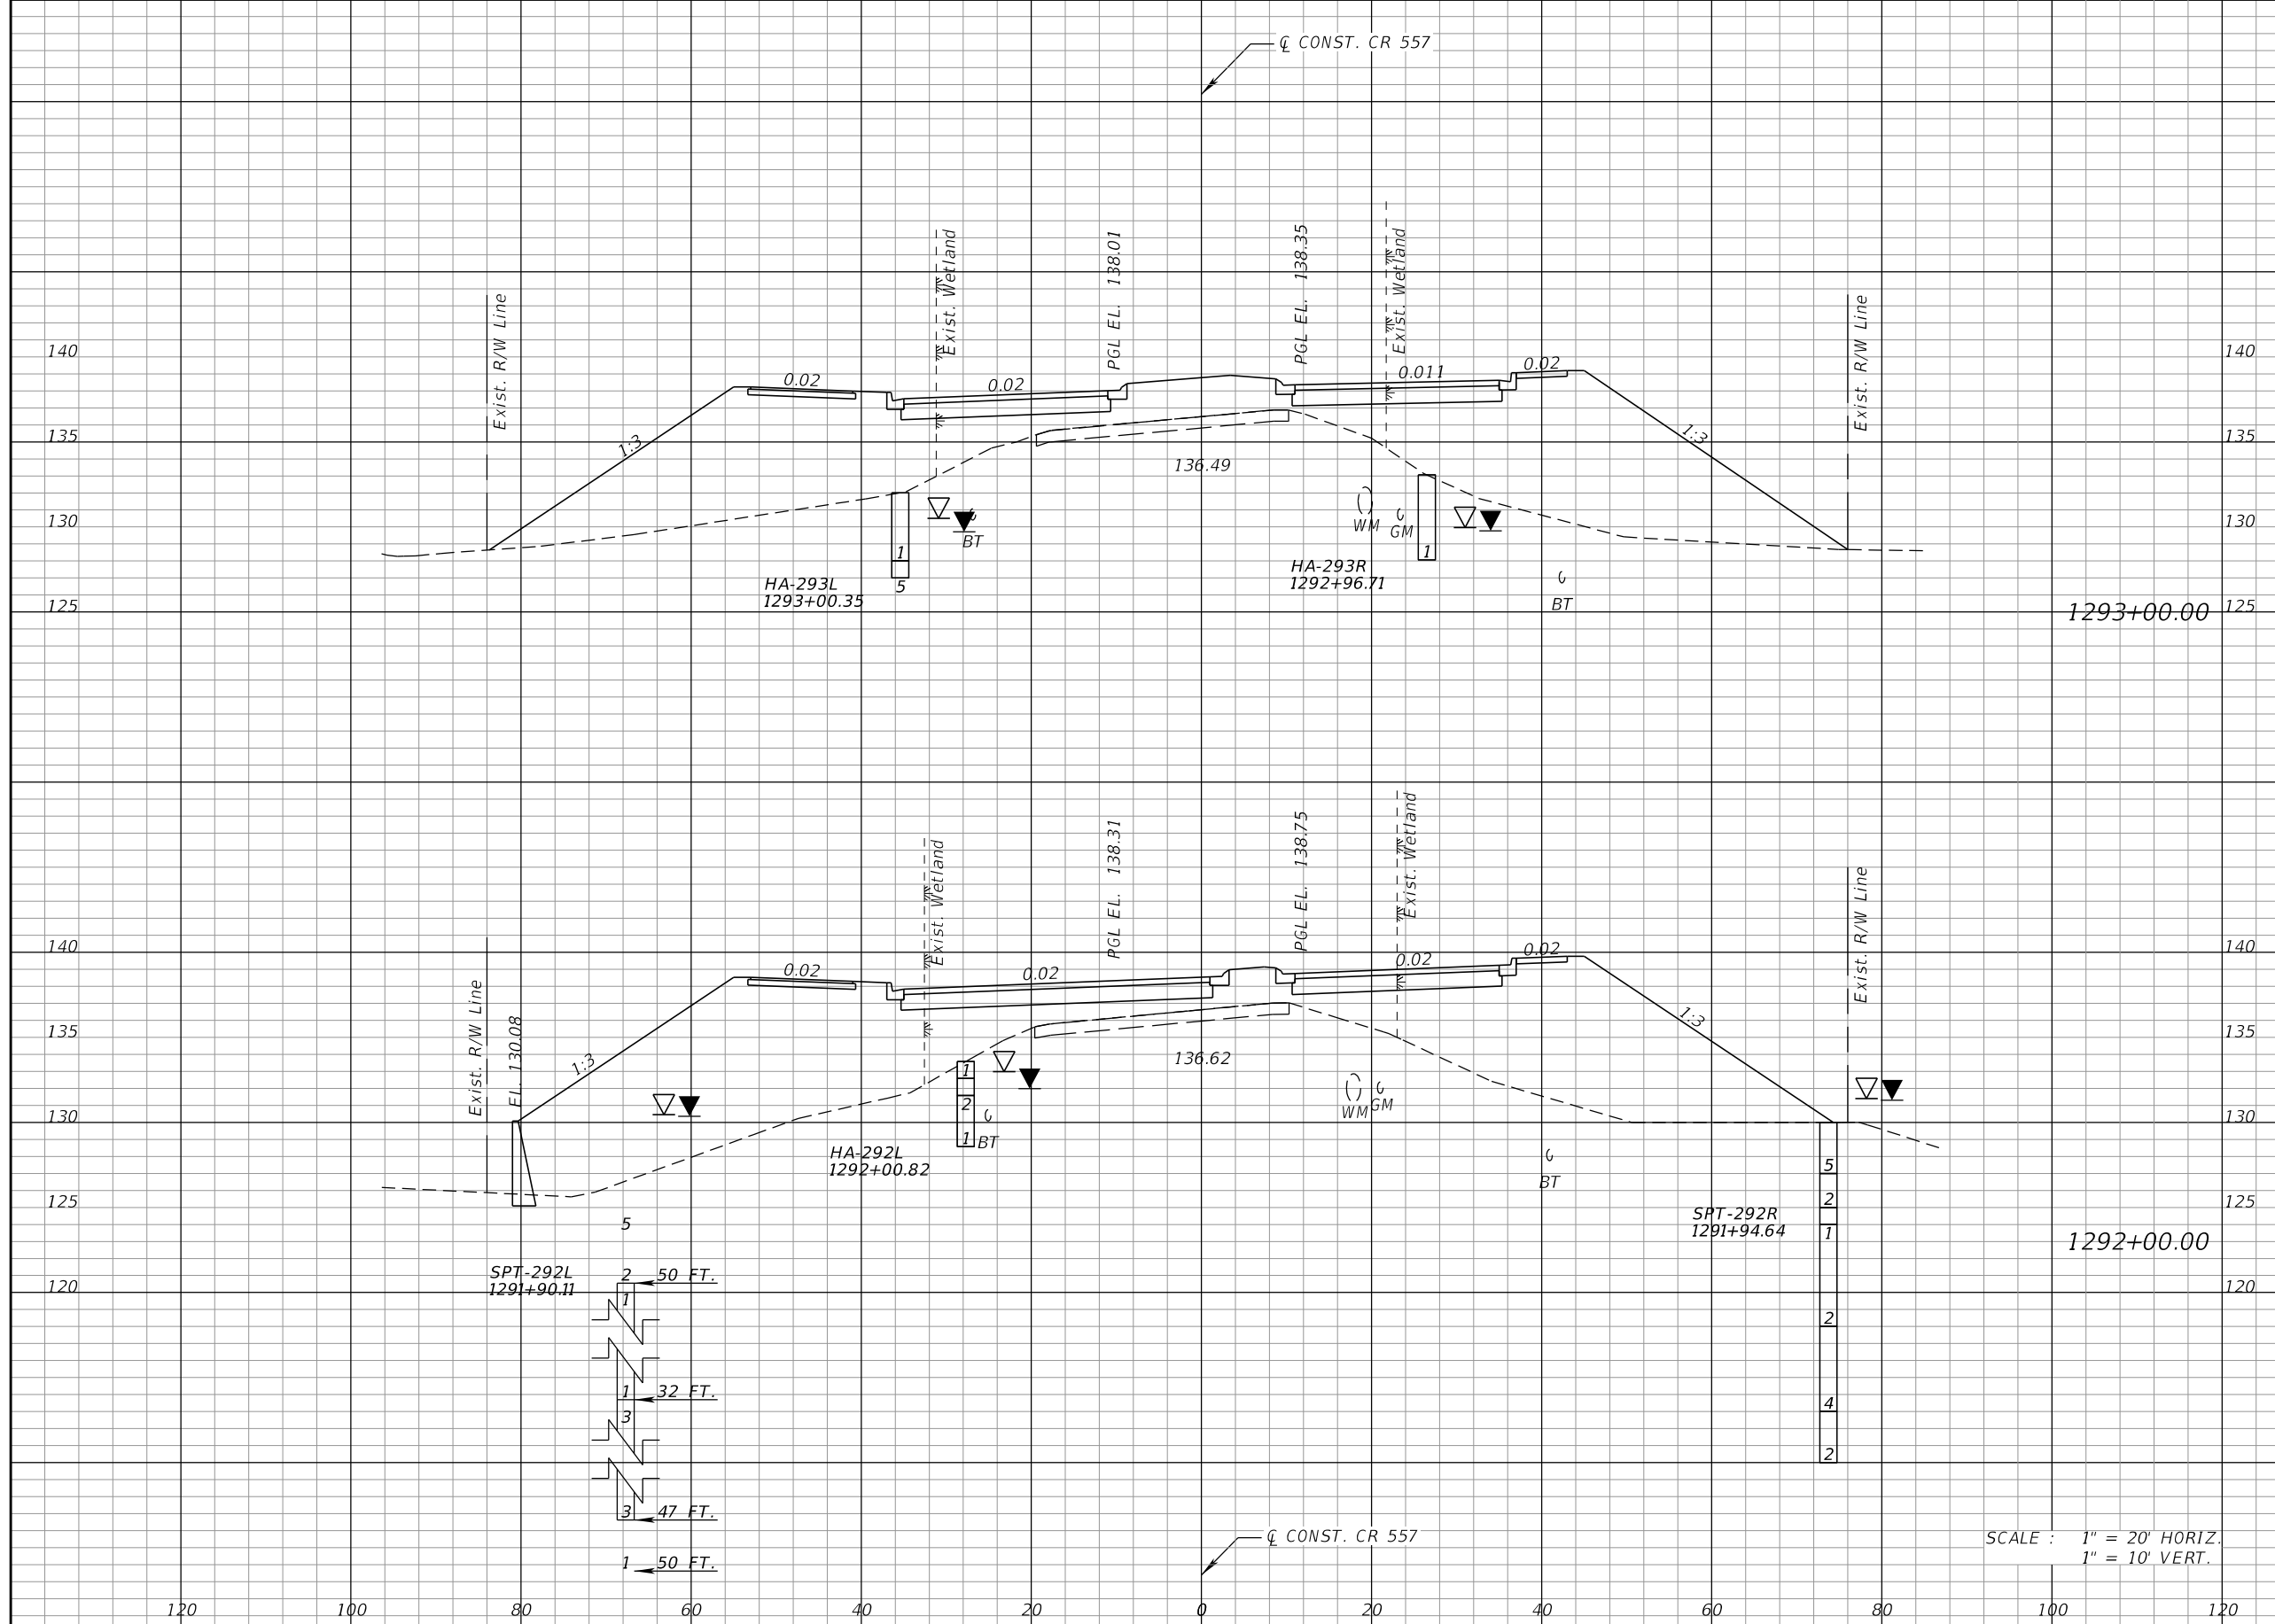 ℄ CONST. CR 557
Exist. R/W Line
Exist. Wetland
PGL EL. 138.01
PGL EL. 138.35
Exist. Wetland
Exist. R/W Line
140
140
0.02
0.02
0.011
0.02
1:3
1:3
135
135
136.49
130
130
WM
GM
BT
1
1
5
HA-293L
1293+00.35
HA-293R
1292+96.71
BT
125
1293+00.00
125
Exist. R/W Line
EL. 130.08
Exist. Wetland
PGL EL. 138.31
PGL EL. 138.75
Exist. Wetland
Exist. R/W Line
140
140
0.02
0.02
0.02
0.02
1:3
1:3
135
135
136.62
130
130
1
2
1
BT
WM
GM
HA-292L
1292+00.82
BT
125
125
5
2
1
2
4
2
SPT-292R
1291+94.64
1292+00.00
5
SPT-292L
1291+90.11
120
120
2 50 FT.
1
1 32 FT.
3
3 47 FT.
1 50 FT.
℄ CONST. CR 557
SCALE : 1" = 20' HORIZ.
1" = 10' VERT.
120 100 80 60 40 20 0 20 40 60 80 100 120